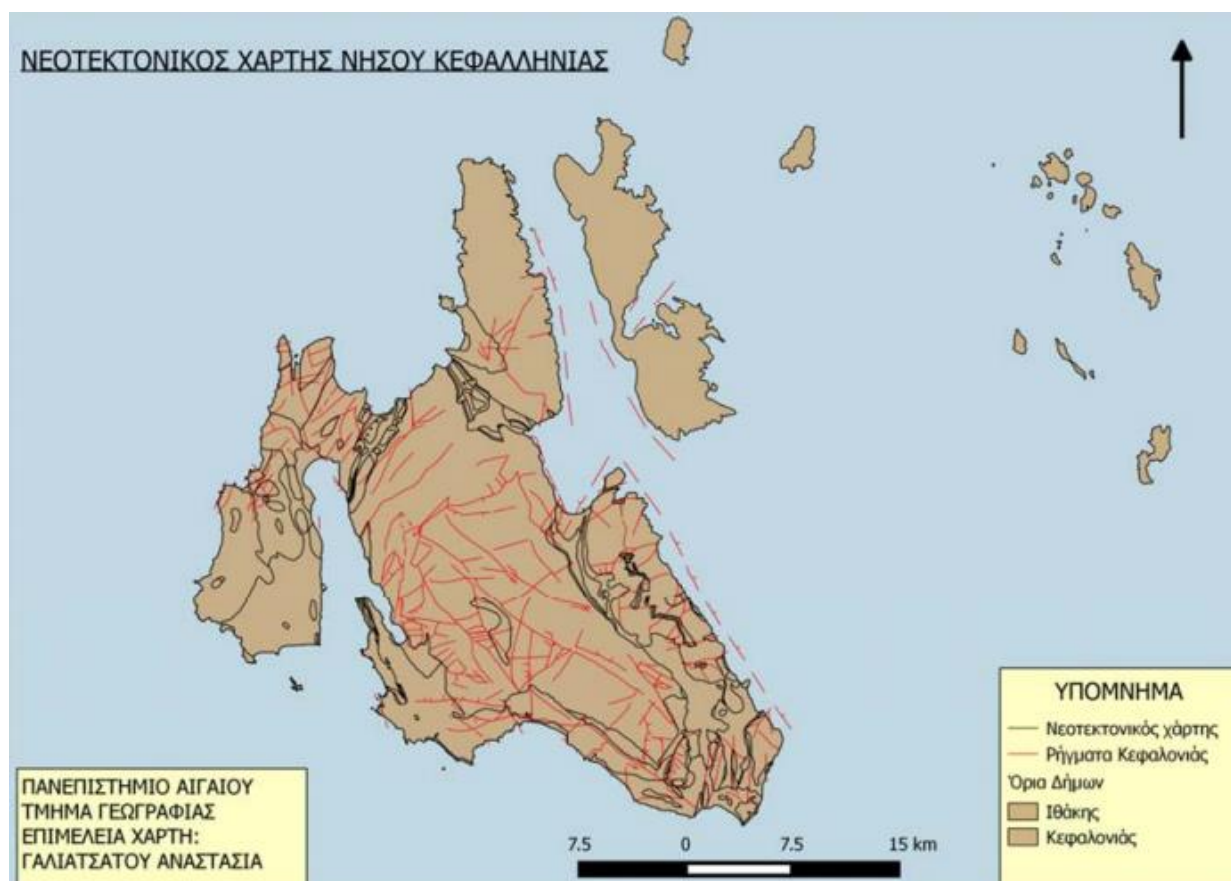 ΝΕΟΤΕΚΤΟΝΙΚΟΣ ΧΑΡΤΗΣ ΝΗΣΟΥ ΚΕΦΑΛΛΗΝΙΑΣ
ΥΠΟΜΝΗΜΑ
Νεοτεκτονικός χάρτης
Ρήγματα Κεφαλονιάς
Όρια Δήμων
Ιθάκης
Κεφαλονιάς
ΠΑΝΕΠΙΣΤΗΜΙΟ ΑΙΓΑΙΟΥ
ΤΜΗΜΑ ΓΕΩΓΡΑΦΙΑΣ
ΕΠΙΜΕΛΕΙΑ ΧΑΡΤΗ:
ΓΑΛΙΑΤΣΑΤΟΥ ΑΝΑΣΤΑΣΙΑ
7.5 0 7.5 15 km